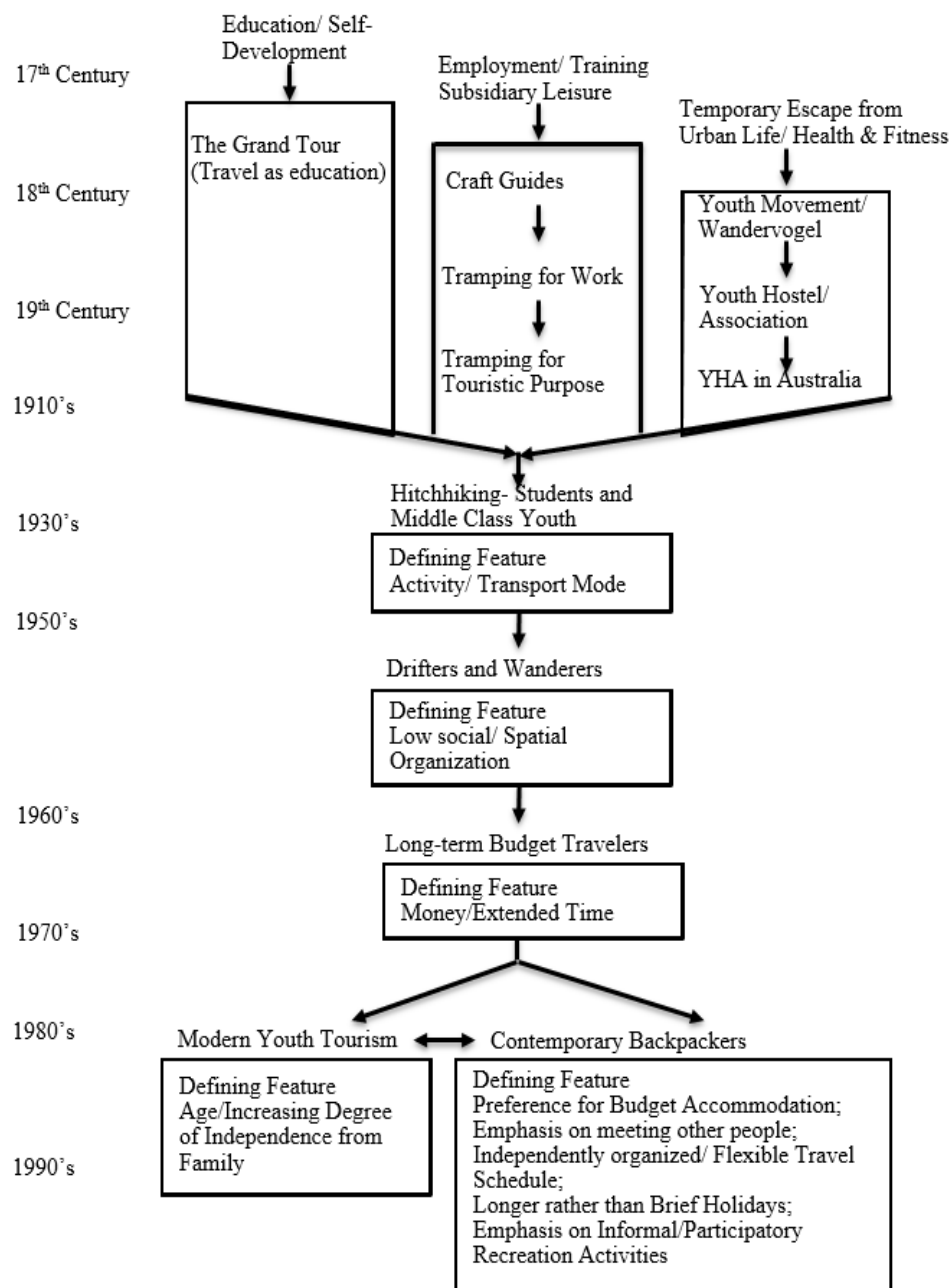 Education/ Self-
Development
17th Century
Employment/ Training
Subsidiary Leisure
Temporary Escape from
Urban Life/ Health & Fitness
The Grand Tour
(Travel as education)
18th Century
Craft Guides
Youth Movement/
Wandervogel
Tramping for Work
19th Century
Youth Hostel/
Association
Tramping for
Touristic Purpose
YHA in Australia
1910's
Hitchhiking- Students and
Middle Class Youth
1930's
Defining Feature
Activity/ Transport Mode
1950's
Drifters and Wanderers
Defining Feature
Low social/ Spatial
Organization
1960's
Long-term Budget Travelers
Defining Feature
Money/Extended Time
1970's
1980's
Modern Youth Tourism
Contemporary Backpackers
Defining Feature
Age/Increasing Degree
of Independence from
Family
1990's
Defining Feature
Preference for Budget Accommodation;
Emphasis on meeting other people;
Independently organized/ Flexible Travel
Schedule;
Longer rather than Brief Holidays;
Emphasis on Informal/Participatory
Recreation Activities